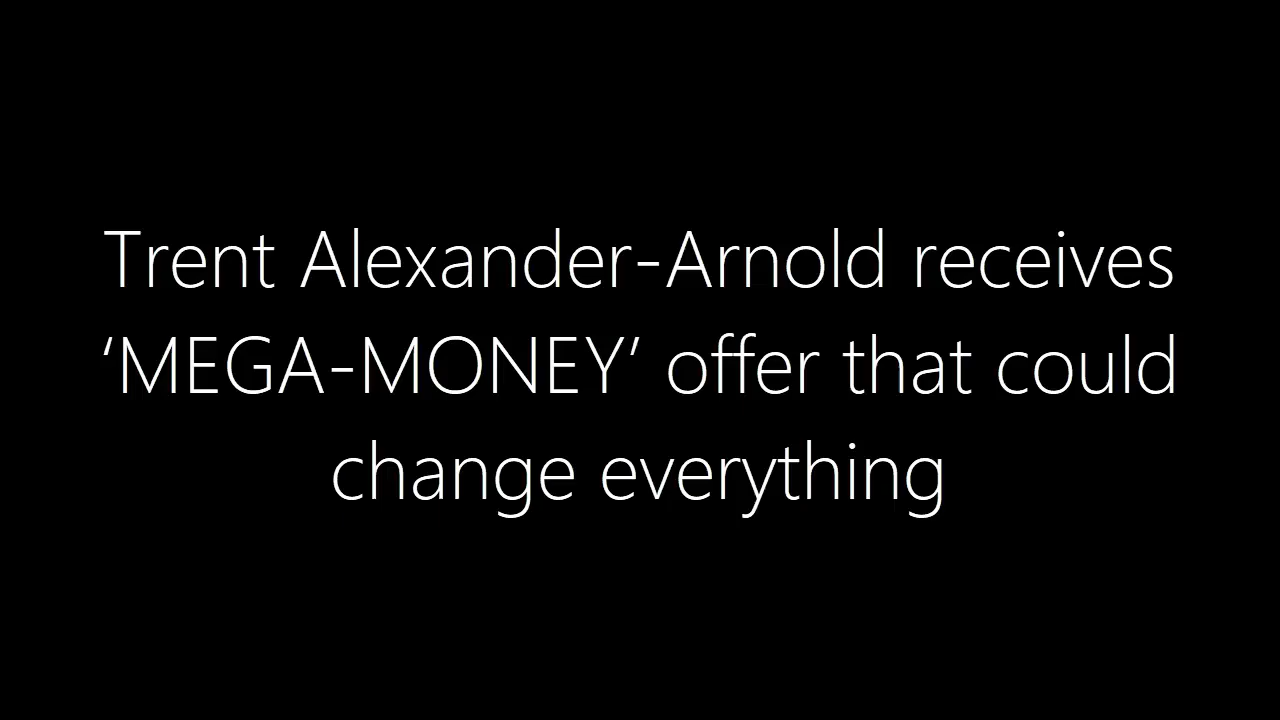 Trent Alexander-Arnold receives
‘MEGA-MONEY’ offer that could
change everything